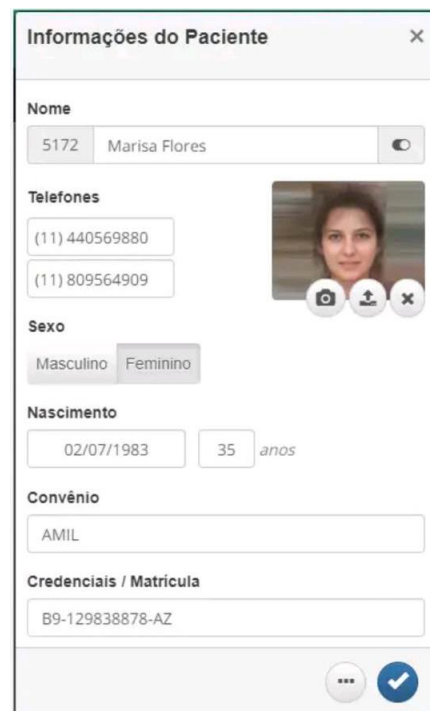 Informações do Paciente
Nome
5172 Marisa Flores
Telefones
(11) 440569880
(11) 809564909
Sexo
Masculino Feminino
Nascimento
02/07/1983 35 anos
Convênio
AMIL
Credenciais / Matrícula
B9-129838878-AZ